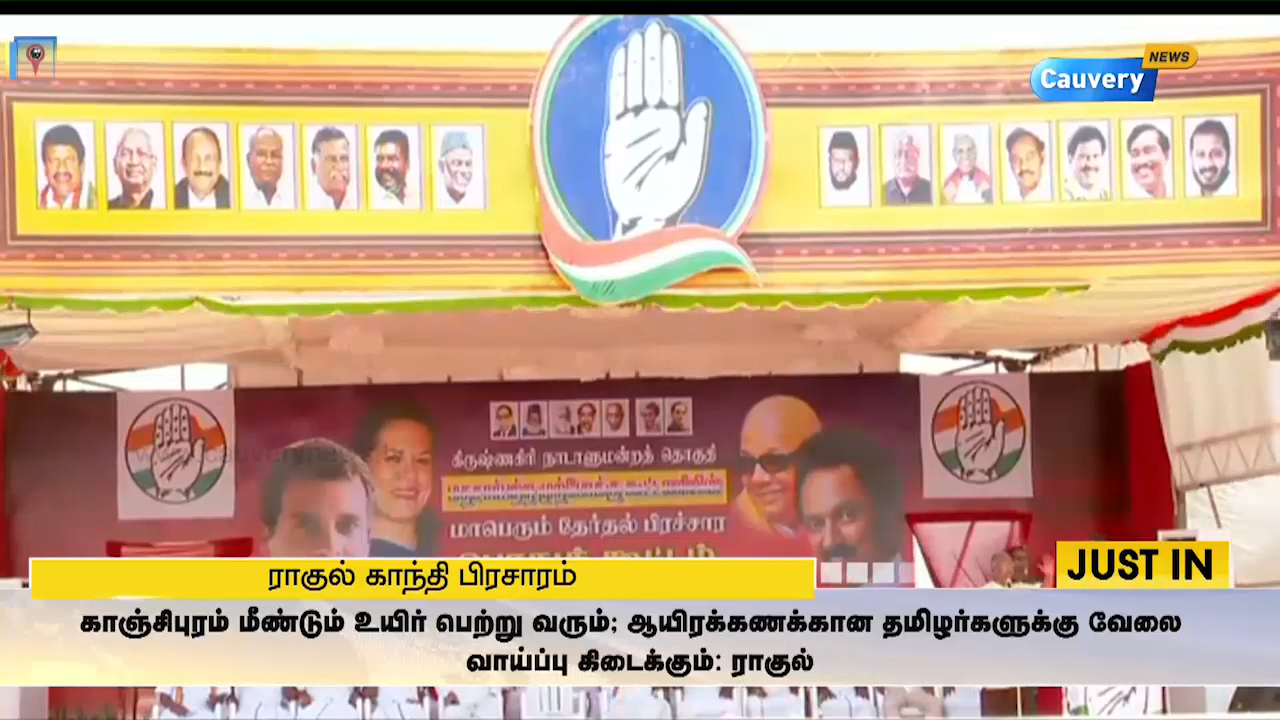 NEWS
Cauvery
கிருஷ்ணகிரி நாடாளுமன்றத் தொகுதி
மாபெரும் தேர்தல் பிரச்சார
JUST IN
ராகுல் காந்தி பிரசாரம்
காஞ்சிபுரம் மீண்டும் உயிர் பெற்று வரும்; ஆயிரக்கணக்கான தமிழர்களுக்கு வேலை
வாய்ப்பு கிடைக்கும்: ராகுல்